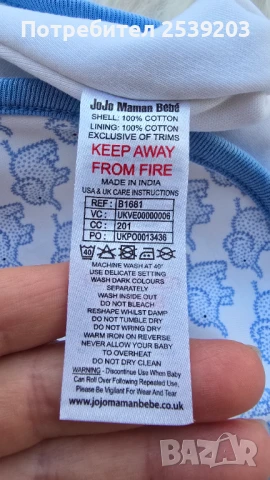 Потребител 2539203
JoJo Maman Bébé
SHELL: 100% COTTON
LINING: 100% COTTON
EXCLUSIVE OF TRIMS
KEEP AWAY
FROM FIRE
MADE IN INDIA
USA & UK CARE INSTRUCTIONS
REF: B1681
VC: UKVE00000006
CC: 201
PO: UKPO0013436
40
MACHINE WASH AT 40°
USE DELICATE SETTING
WASH DARK COLOURS
SEPARATELY
WASH INSIDE OUT
DO NOT BLEACH
RESHAPE WHILST DAMP
DO NOT TUMBLE DRY
DO NOT WRING DRY
WARM IRON ON REVERSE
NEVER ALLOW YOUR BABY
TO OVERHEAT
DO NOT DRY CLEAN
WARNING - Discontinue Use When Baby
Can Roll Over Following Repeated Use,
Please Be Vigilant For Wear And Tear
www.jojomamanbebe.co.uk
bazar.bg